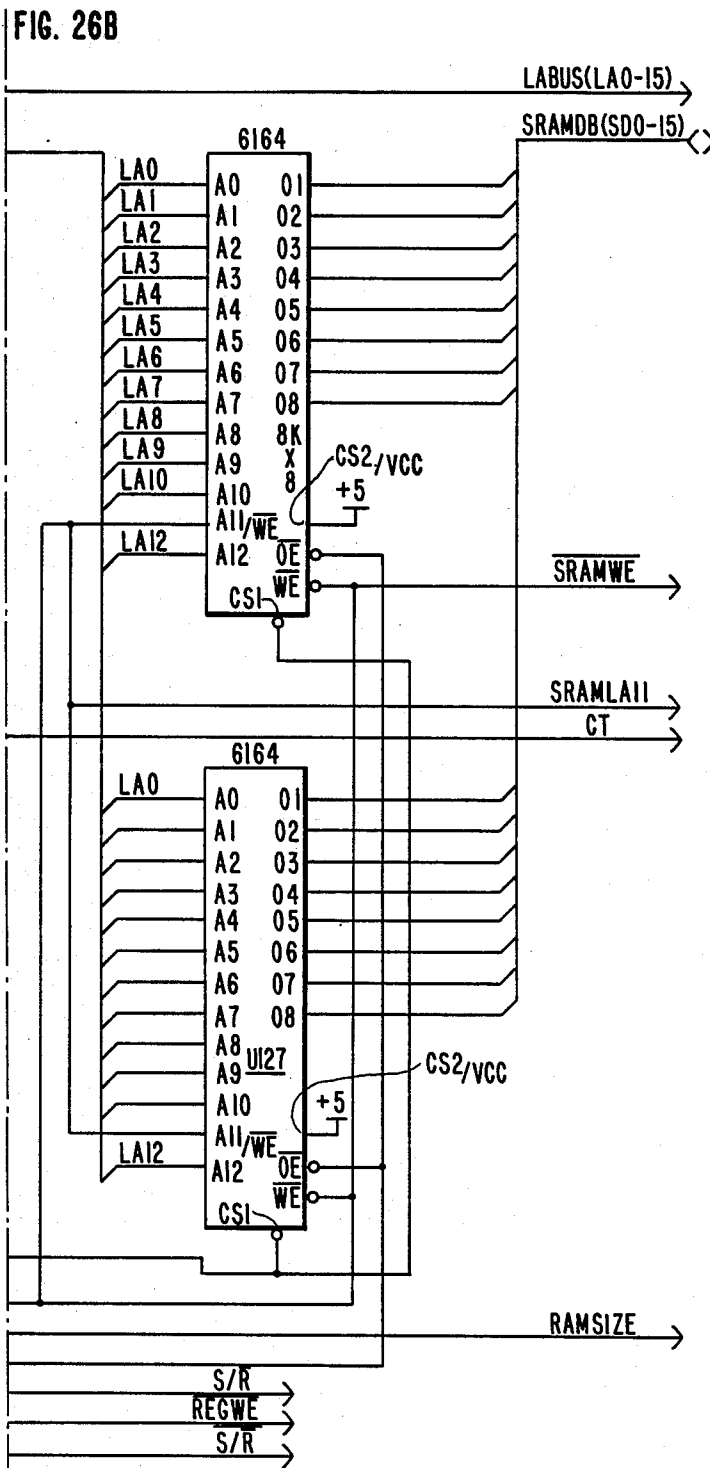 FIG. 26B
LABUS(LA0-15)
SRAMDB(SD0-15)
6164
LA0 A0 01
LA1 A1 02
LA2 A2 03
LA3 A3 04
LA4 A4 05
LA5 A5 06
LA6 A6 07
LA7 A7 08
LA8 A8 8K
LA9 A9 X
LA10 A10 8
CS2/VCC
+5
A11/WE
LA12 A12 OE
WE
SRAMWE
CS1
SRAMLA11
CT
6164
LA0 A0 01
A1 02
A2 03
A3 04
A4 05
A5 06
A6 07
A7 08
A8
A9 U127
CS2/VCC
A10
+5
A11/WE
LA12 A12 OE
WE
CS1
RAMSIZE
S/R
REGWE
S/R